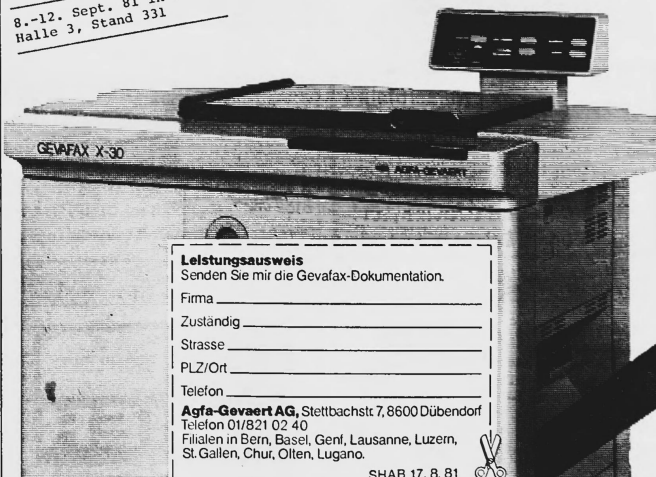 8.-12. Sept. 81 in
Halle 3, Stand 331
GEVAFAX X-30
AGFA-GEVAERT
Leistungsausweis
Senden Sie mir die Gevafax-Dokumentation.
Firma
Zuständig
Strasse
PLZ/Ort
Telefon
Agfa-Gevaert AG, Stettbachstr. 7, 8600 Dübendorf
Telefon 01/821 02 40
Filialen in Bern, Basel, Genf, Lausanne, Luzern,
St. Gallen, Chur, Olten, Lugano.
SHAB 17. 8. 81